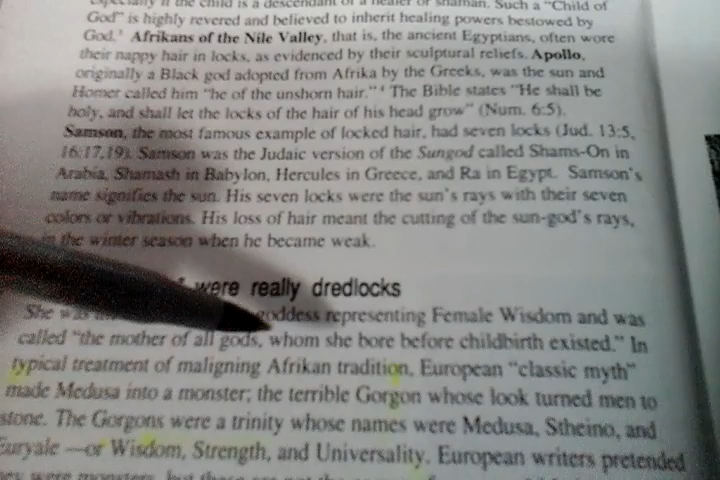 especially if the child is a descendant of a healer or shaman. Such a "Child of
God" is highly revered and believed to inherit healing powers bestowed by
God.³ Afrikans of the Nile Valley, that is, the ancient Egyptians, often wore
their nappy hair in locks, as evidenced by their sculptural reliefs. Apollo,
originally a Black god adopted from Afrika by the Greeks, was the sun and
Homer called him "he of the unshorn hair." ⁴ The Bible states "He shall be
holy, and shall let the locks of the hair of his head grow" (Num. 6:5).
Samson, the most famous example of locked hair, had seven locks (Jud. 13:5,
16:17,19). Samson was the Judaic version of the Sungod called Shams-On in
Arabia, Shamash in Babylon, Hercules in Greece, and Ra in Egypt. Samson's
name signifies the sun. His seven locks were the sun's rays with their seven
colors or vibrations. His loss of hair meant the cutting of the sun-god's rays,
in the winter season when he became weak.
were really dredlocks
She was goddess representing Female Wisdom and was
called "the mother of all gods, whom she bore before childbirth existed." In
typical treatment of maligning Afrikan tradition, European "classic myth"
made Medusa into a monster; the terrible Gorgon whose look turned men to
stone. The Gorgons were a trinity whose names were Medusa, Stheino, and
Euryale —or Wisdom, Strength, and Universality. European writers pretended
were monsters, but these are not the